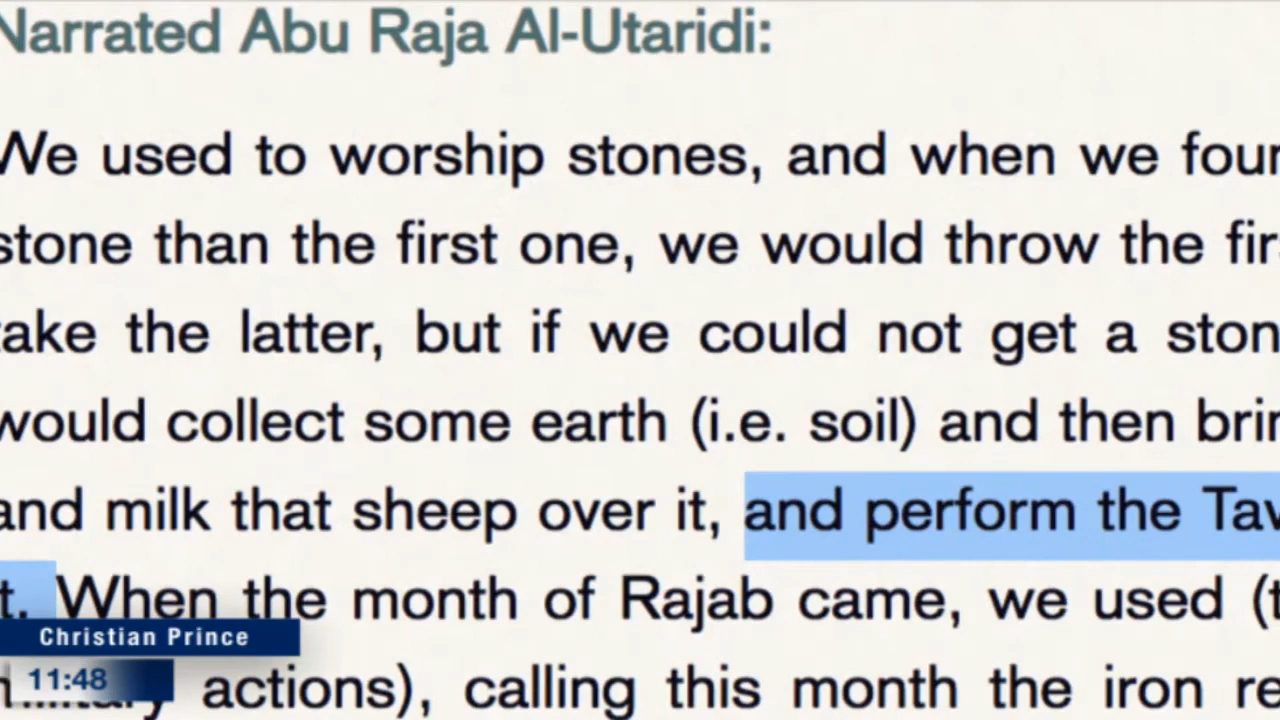 Narrated Abu Raja Al-Utaridi:
We used to worship stones, and when we four
stone than the first one, we would throw the fir
take the latter, but if we could not get a ston
would collect some earth (i.e. soil) and then brin
and milk that sheep over it, and perform the Tav
t. When the month of Rajab came, we used (t
Christian Prince
11:48
military actions), calling this month the iron re